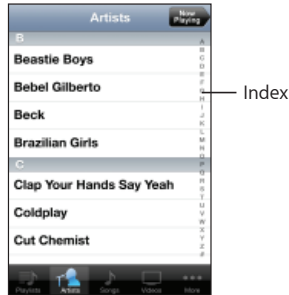 Artists
Now Playing
B
Beastie Boys
Bebel Gilberto
Beck
Brazilian Girls
C
Clap Your Hands Say Yeah
Coldplay
Cut Chemist
A
B
C
D
E
F
G
H
I
J
K
L
M
N
O
P
Q
R
S
T
U
V
W
X
Y
Z
#
Index
Playlists
Artists
Songs
Videos
More